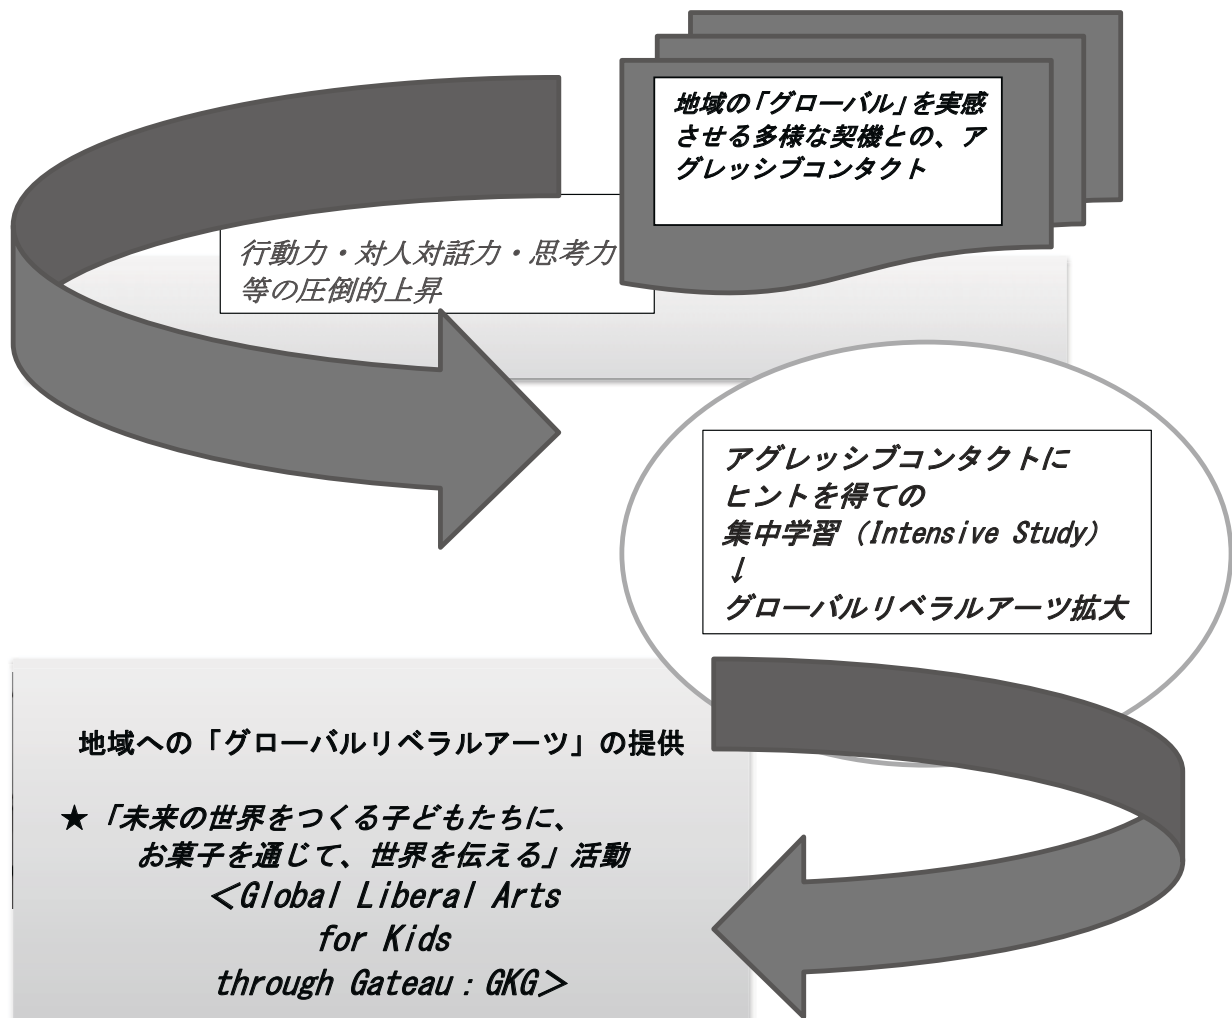 地域の「グローバル」を実感
させる多様な契機との、ア
グレッシブコンタクト
行動力・対人対話力・思考力
等の圧倒的上昇
アグレッシブコンタクトに
ヒントを得ての
集中学習（Intensive Study）
↓
グローバルリベラルアーツ拡大
地域への「グローバルリベラルアーツ」の提供
★「未来の世界をつくる子どもたちに、
お菓子を通じて、世界を伝える」活動
＜Global Liberal Arts
for Kids
through Gateau：GKG＞